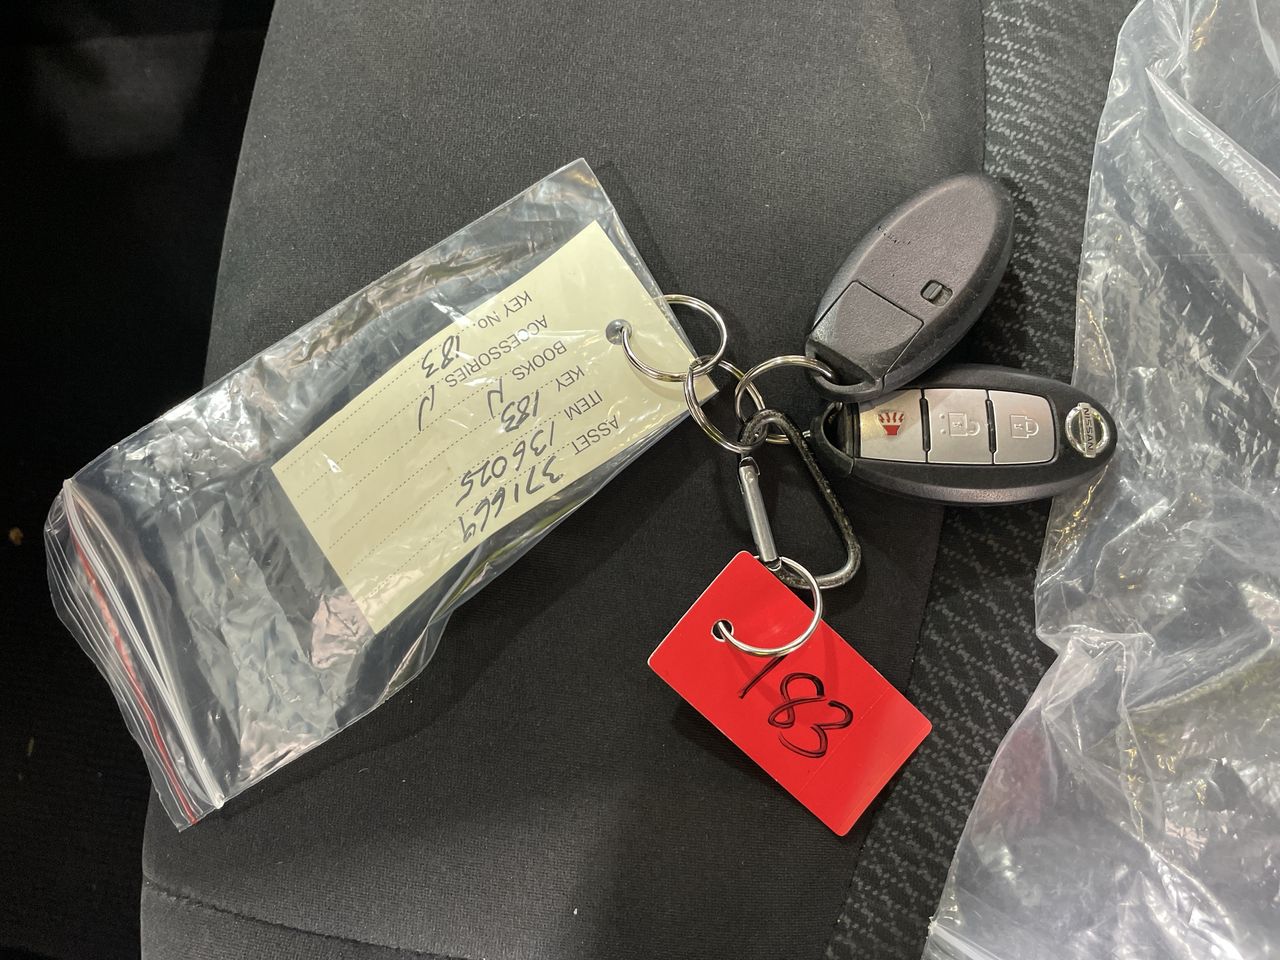 ASSET 371669
ITEM 136025
KEY 183
BOOKS N
ACCESSORIES N
KEY No. 183
183
NISSAN